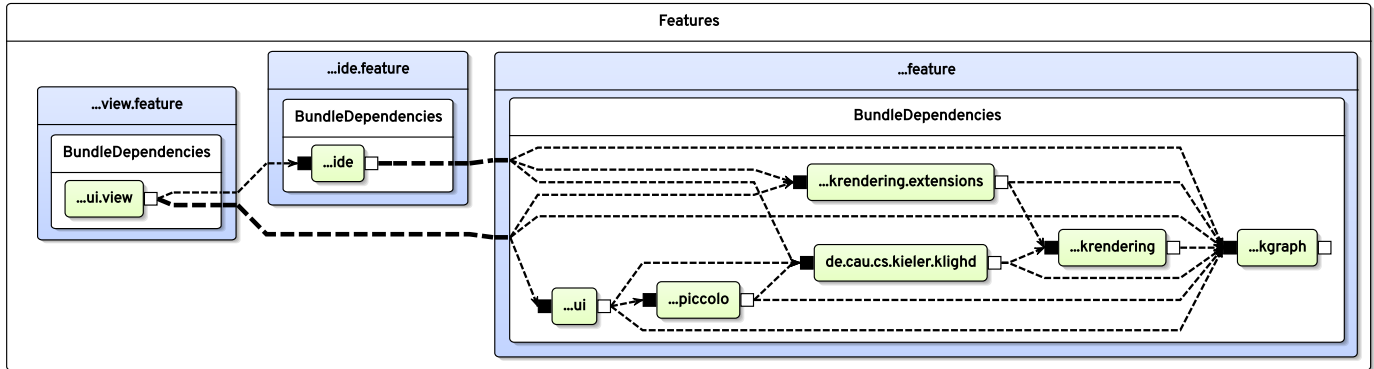 Features
...view.feature
BundleDependencies
...ui.view
...ide.feature
BundleDependencies
...ide
...feature
BundleDependencies
...krendering.extensions
...krendering
...kgraph
de.cau.cs.kieler.klighd
...piccolo
...ui